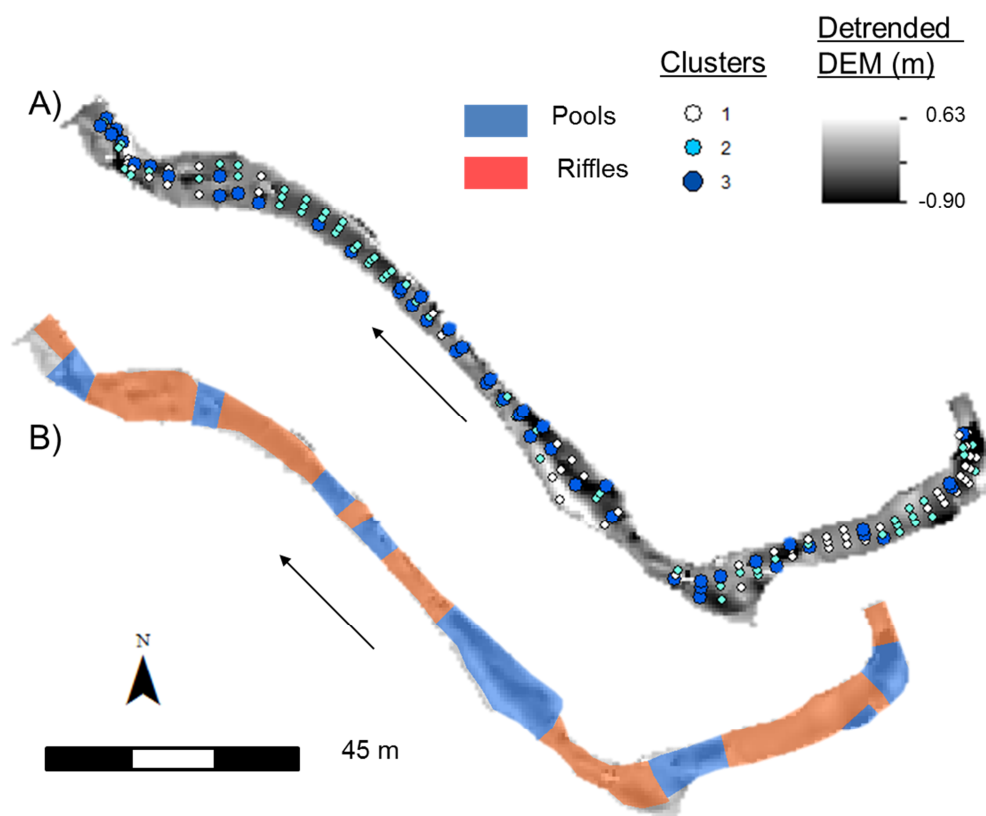 Detrended
DEM (m)
Clusters
A)
Pools
1
0.63
2
Riffles
3
-0.90
B)
N
45 m